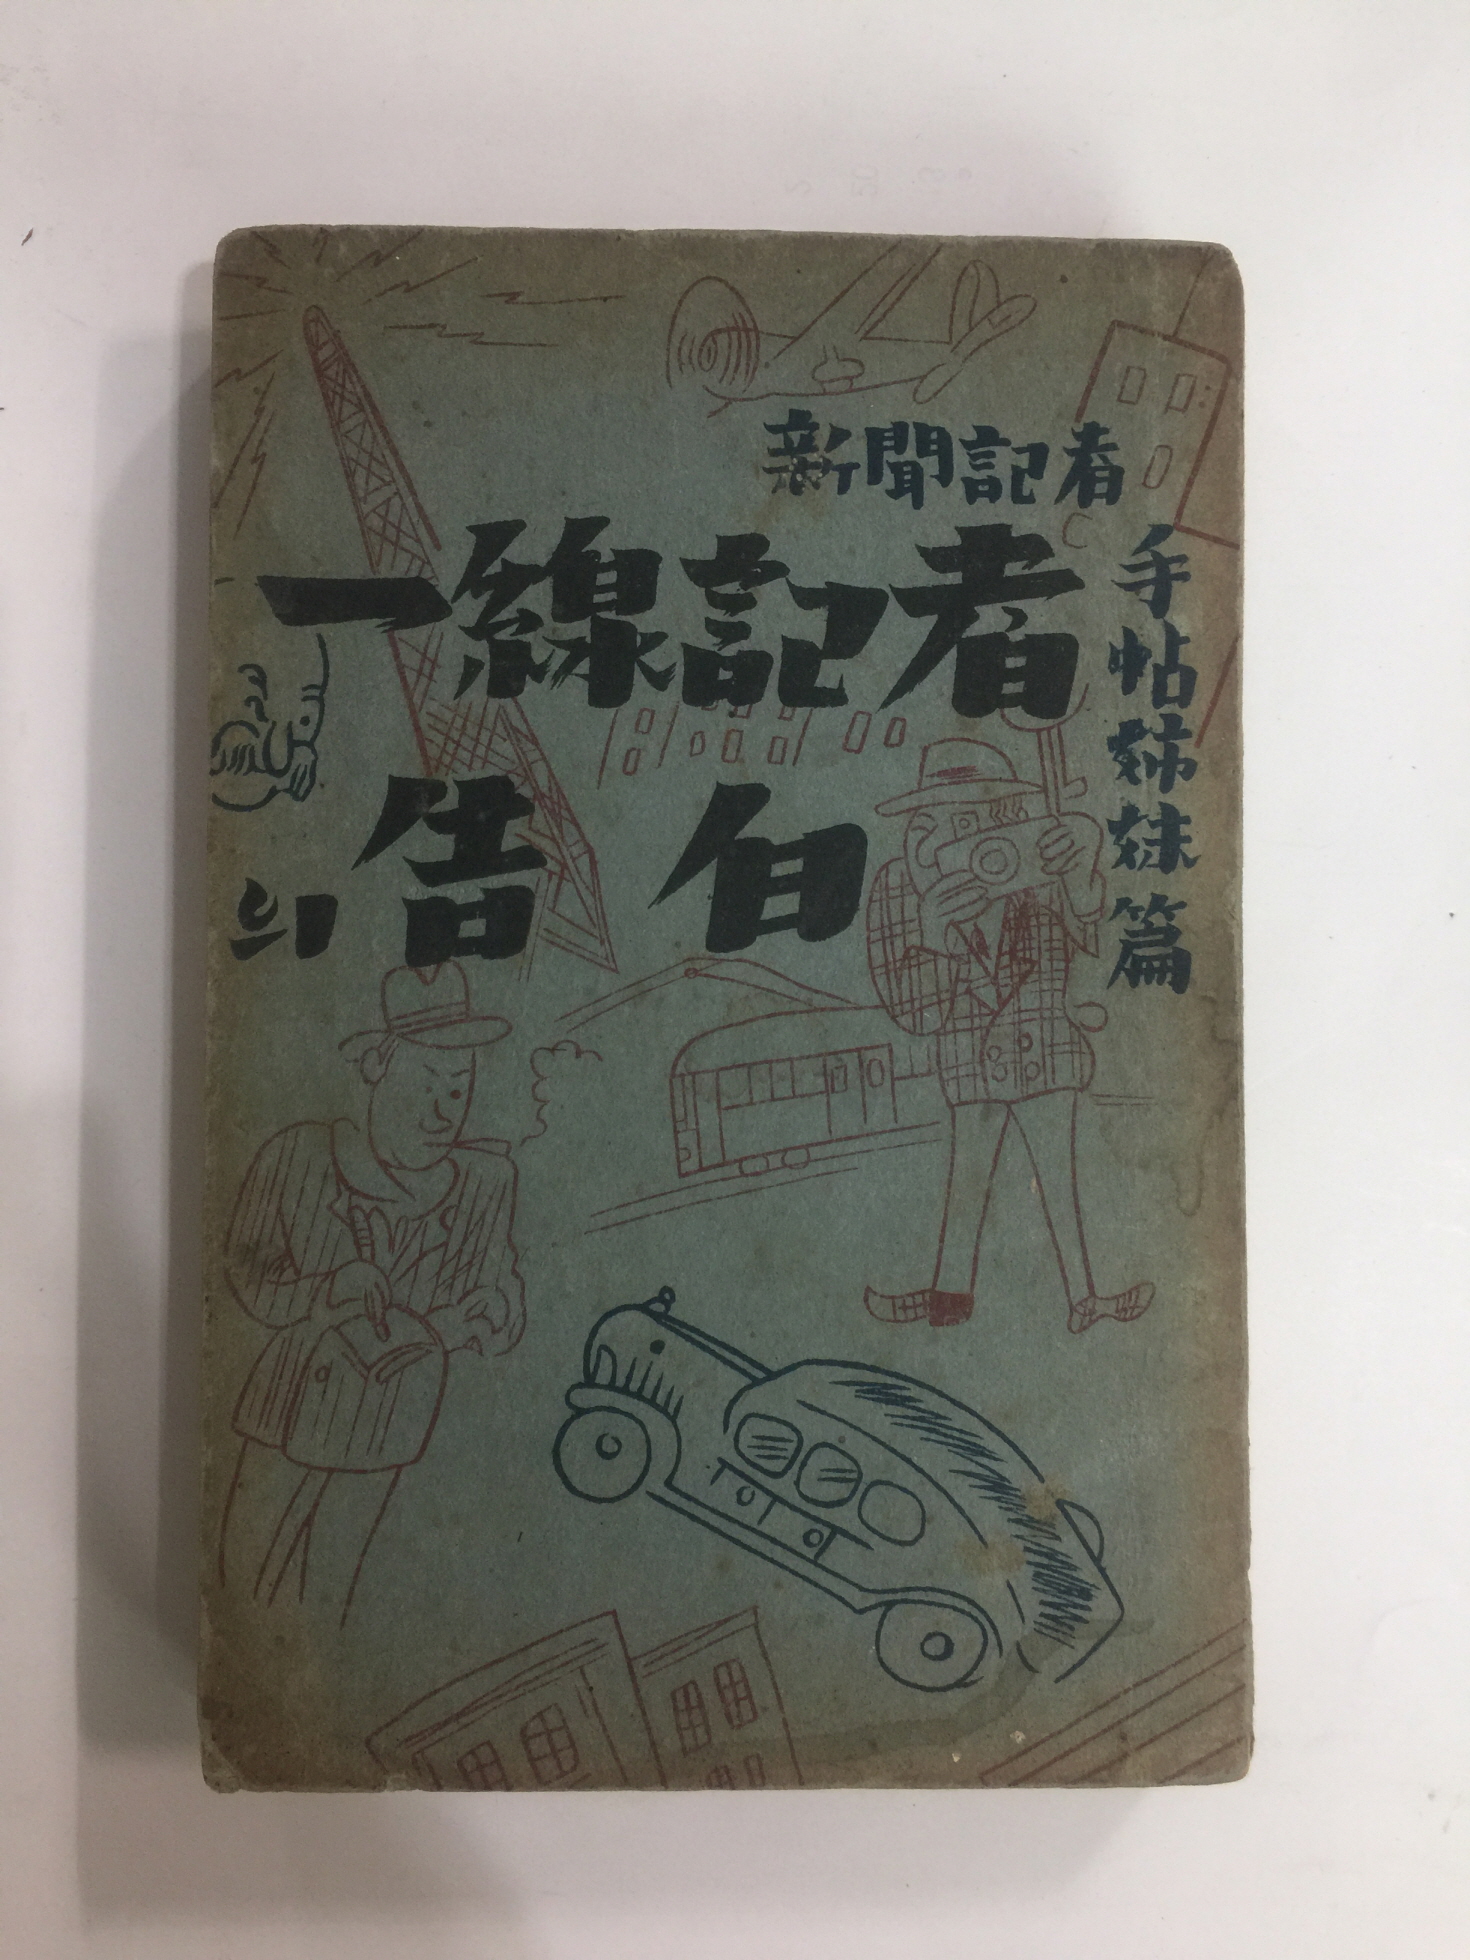 新聞記者
手帖姉妹篇
一線記者
의 告白